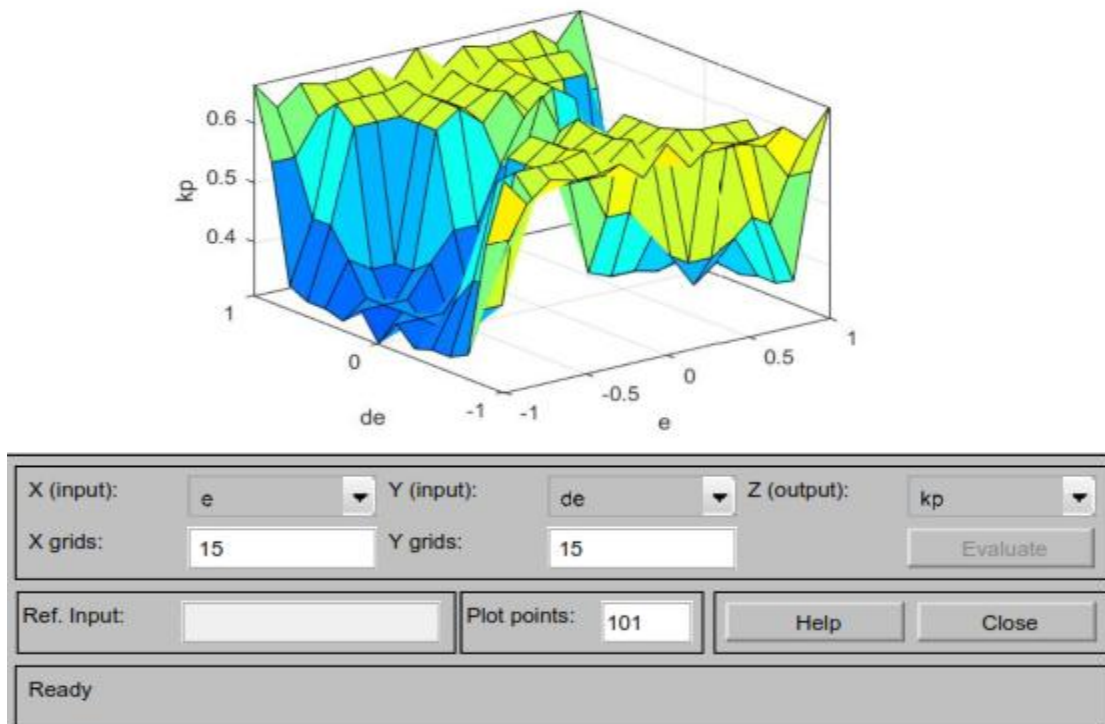 0.6
0.5
0.4
kp
1
0
-1
de
-1
-0.5
0
0.5
1
e
X (input): e Y (input): de Z (output): kp
X grids: 15 Y grids: 15 Evaluate
Ref. Input: Plot points: 101 Help Close
Ready